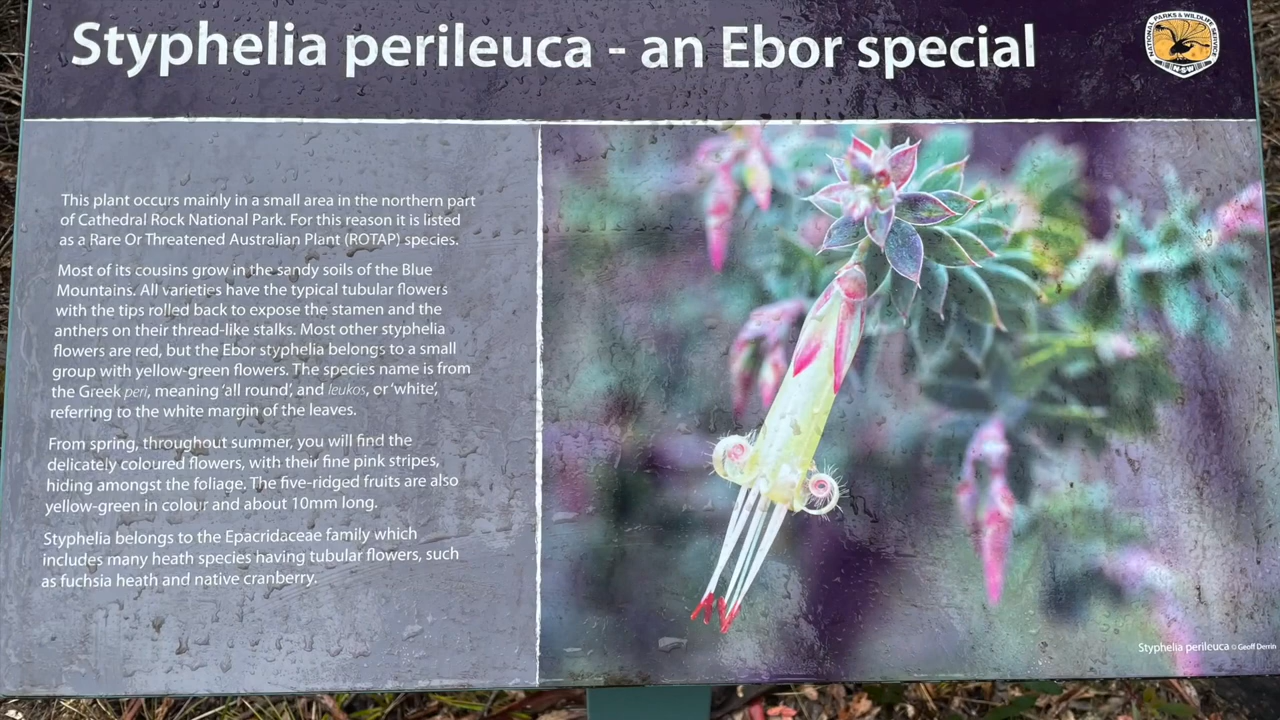 Styphelia perileuca - an Ebor special
NATIONAL PARKS & WILDLIFE SERVICE
NSW
This plant occurs mainly in a small area in the northern part
of Cathedral Rock National Park. For this reason it is listed
as a Rare Or Threatened Australian Plant (ROTAP) species.
Most of its cousins grow in the sandy soils of the Blue
Mountains. All varieties have the typical tubular flowers
with the tips rolled back to expose the stamen and the
anthers on their thread-like stalks. Most other styphelia
flowers are red, but the Ebor styphelia belongs to a small
group with yellow-green flowers. The species name is from
the Greek peri, meaning 'all round', and leukos, or 'white',
referring to the white margin of the leaves.
From spring, throughout summer, you will find the
delicately coloured flowers, with their fine pink stripes,
hiding amongst the foliage. The five-ridged fruits are also
yellow-green in colour and about 10mm long.
Styphelia belongs to the Epacridaceae family which
includes many heath species having tubular flowers, such
as fuchsia heath and native cranberry.
Styphelia perileuca © Geoff Derrin